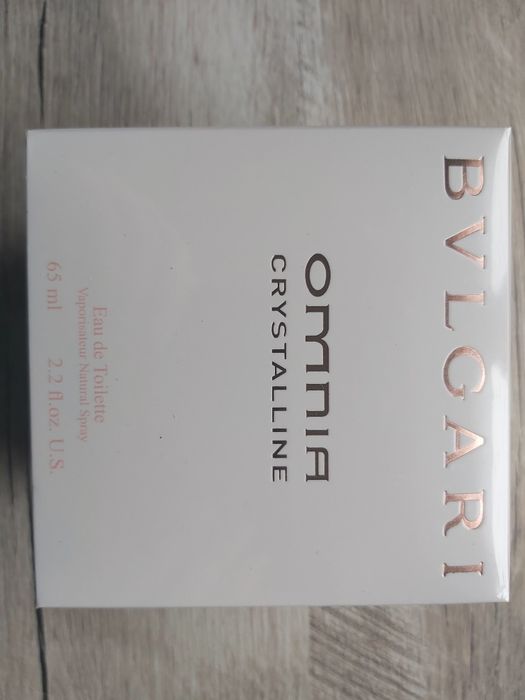 BVLGARI
OMNIA
CRYSTALLINE
Eau de Toilette
Vaporisateur Natural Spray
65 ml 2.2 fl.oz. U.S.